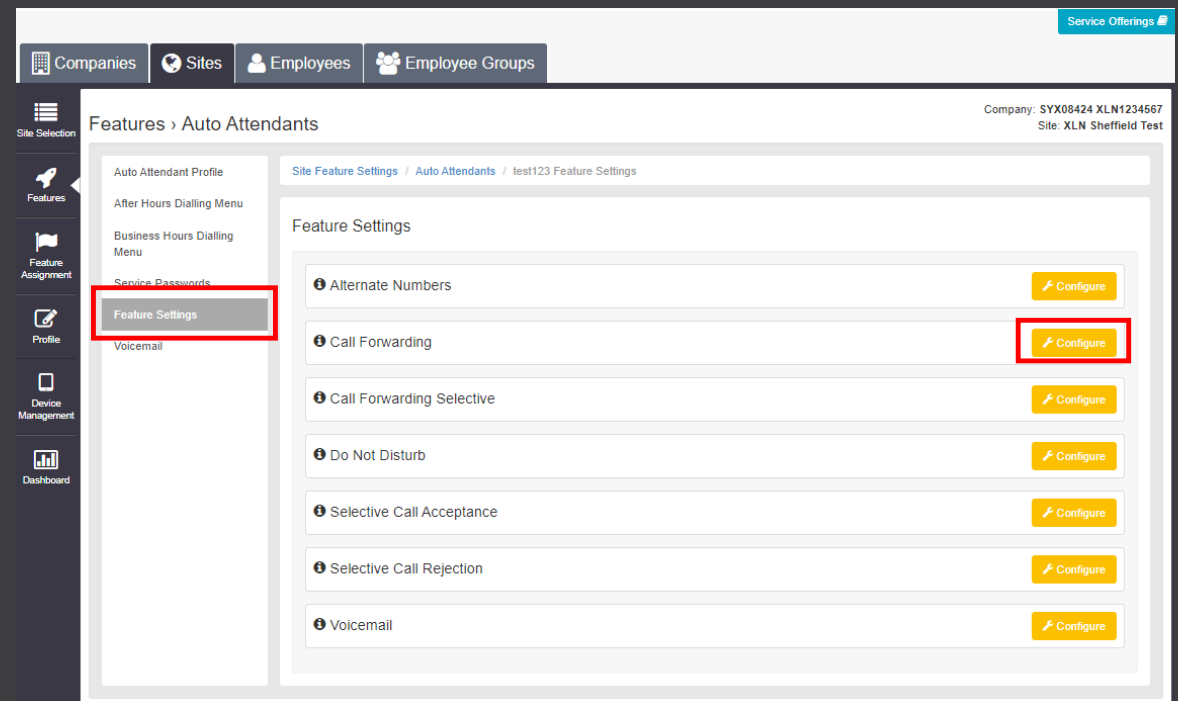 Service Offerings
Companies
Sites
Employees
Employee Groups
Site Selection
Features
Feature
Assignment
Profile
Device
Management
Dashboard
Features › Auto Attendants
Company: SYX08424 XLN1234567
Site: XLN Sheffield Test
Auto Attendant Profile
After Hours Dialling Menu
Business Hours Dialling
Menu
Service Passwords
Feature Settings
Voicemail
Site Feature Settings / Auto Attendants / test123 Feature Settings
Feature Settings
Alternate Numbers
Configure
Call Forwarding
Configure
Call Forwarding Selective
Configure
Do Not Disturb
Configure
Selective Call Acceptance
Configure
Selective Call Rejection
Configure
Voicemail
Configure